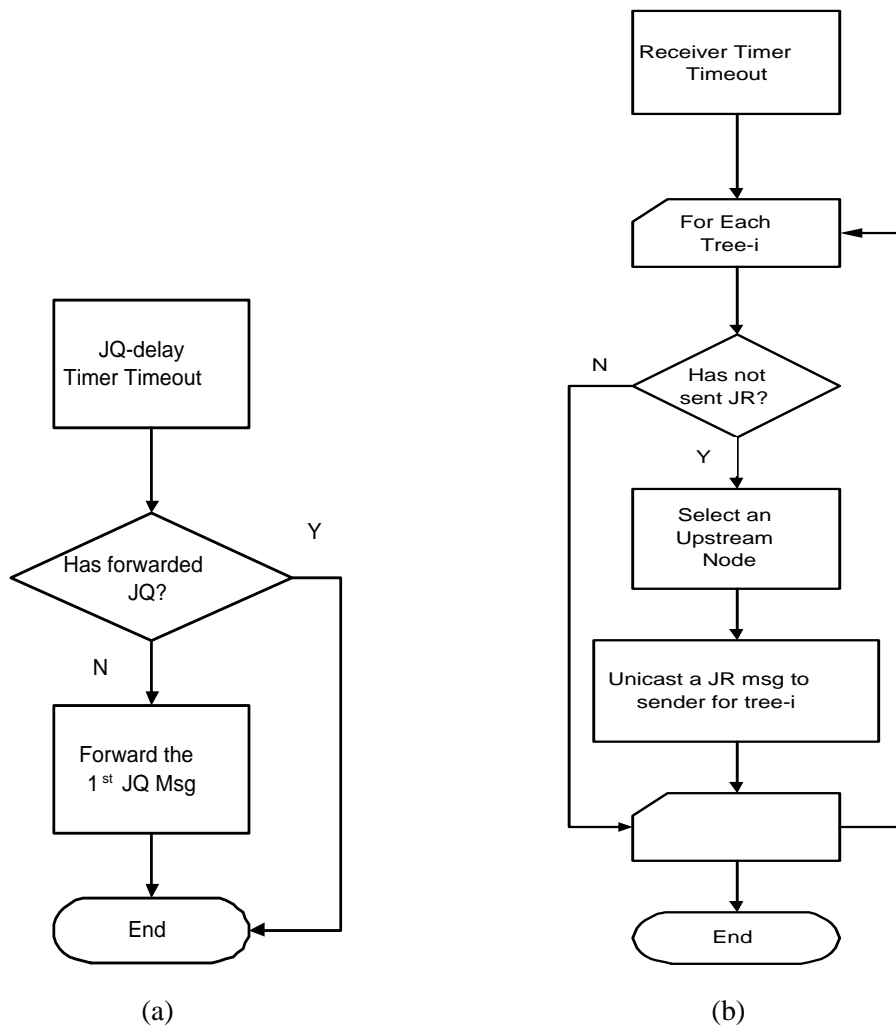 JQ-delay
Timer Timeout
Has forwarded
JQ?
Y
N
Forward the
1st JQ Msg
End
(a)
Receiver Timer
Timeout
For Each
Tree-i
Has not
sent JR?
N
Y
Select an
Upstream
Node
Unicast a JR msg to
sender for tree-i
End
(b)